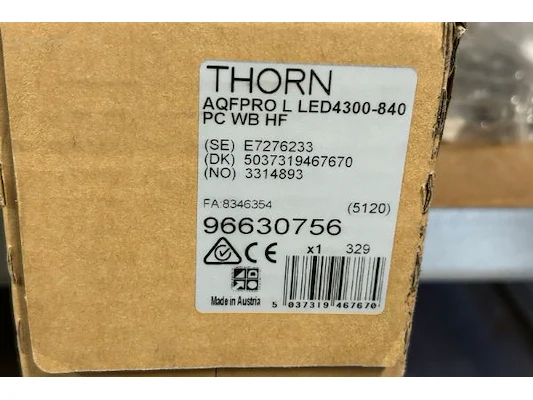 THORN
AQFPRO L LED4300-840
PC WB HF
(SE) E7276233
(DK) 5037319467670
(NO) 3314893
FA:8346354 (5120)
96630756
CE x1 329
Made in Austria
5 037319 467670